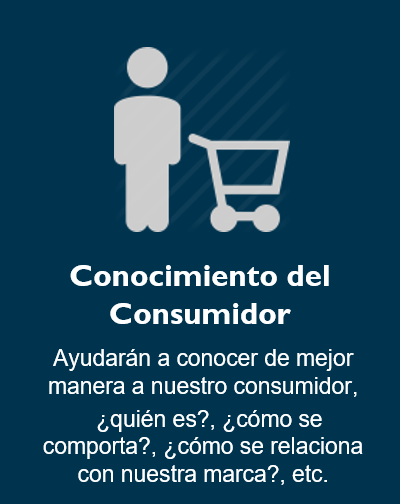 Conocimiento del
Consumidor
Ayudarán a conocer de mejor
manera a nuestro consumidor,
¿quién es?, ¿cómo se
comporta?, ¿cómo se relaciona
con nuestra marca?, etc.